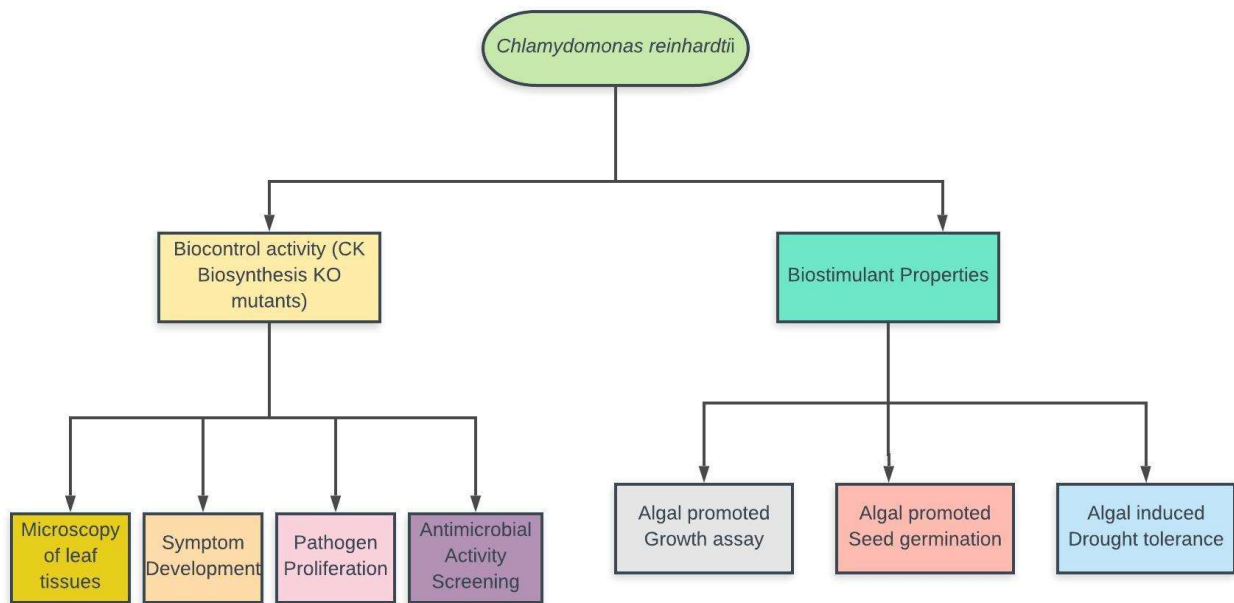 Chlamydomonas reinhardtii
Biocontrol activity (CK
Biosynthesis KO
mutants)
Biostimulant Properties
Microscopy
of leaf
tissues
Symptom
Development
Pathogen
Proliferation
Antimicrobial
Activity
Screening
Algal promoted
Growth assay
Algal promoted
Seed germination
Algal induced
Drought tolerance